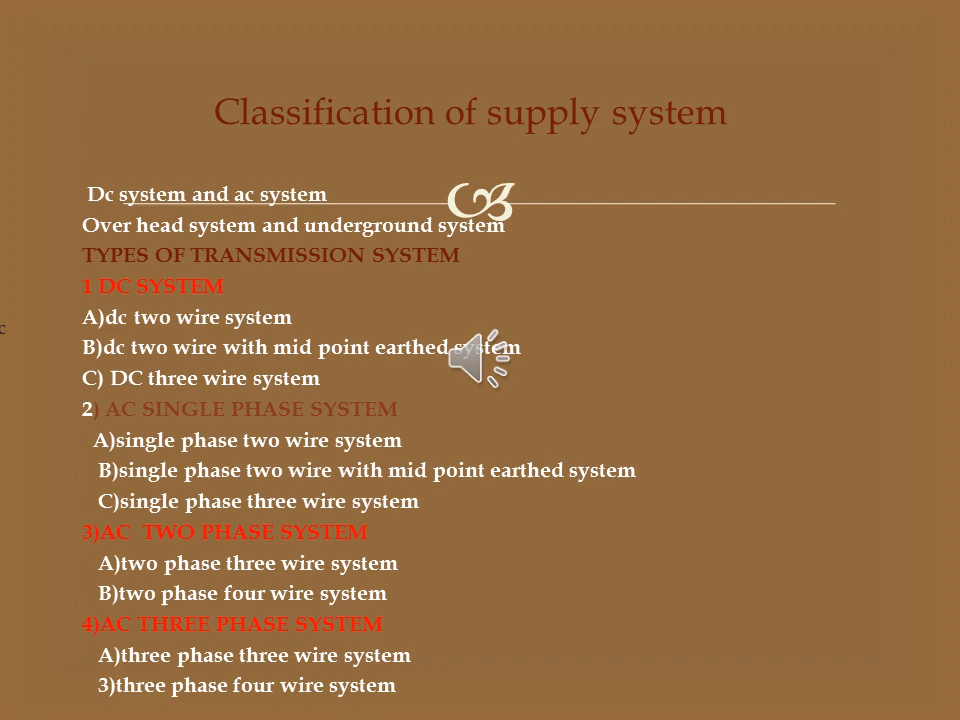 Classification of supply system
Dc system and ac system
Over head system and underground system
TYPES OF TRANSMISSION SYSTEM
1 DC SYSTEM
A)dc two wire system
c
B)dc two wire with mid point earthed system
C) DC three wire system
2) AC SINGLE PHASE SYSTEM
A)single phase two wire system
B)single phase two wire with mid point earthed system
C)single phase three wire system
3)AC  TWO PHASE SYSTEM
A)two phase three wire system
B)two phase four wire system
4)AC THREE PHASE SYSTEM
A)three phase three wire system
3)three phase four wire system